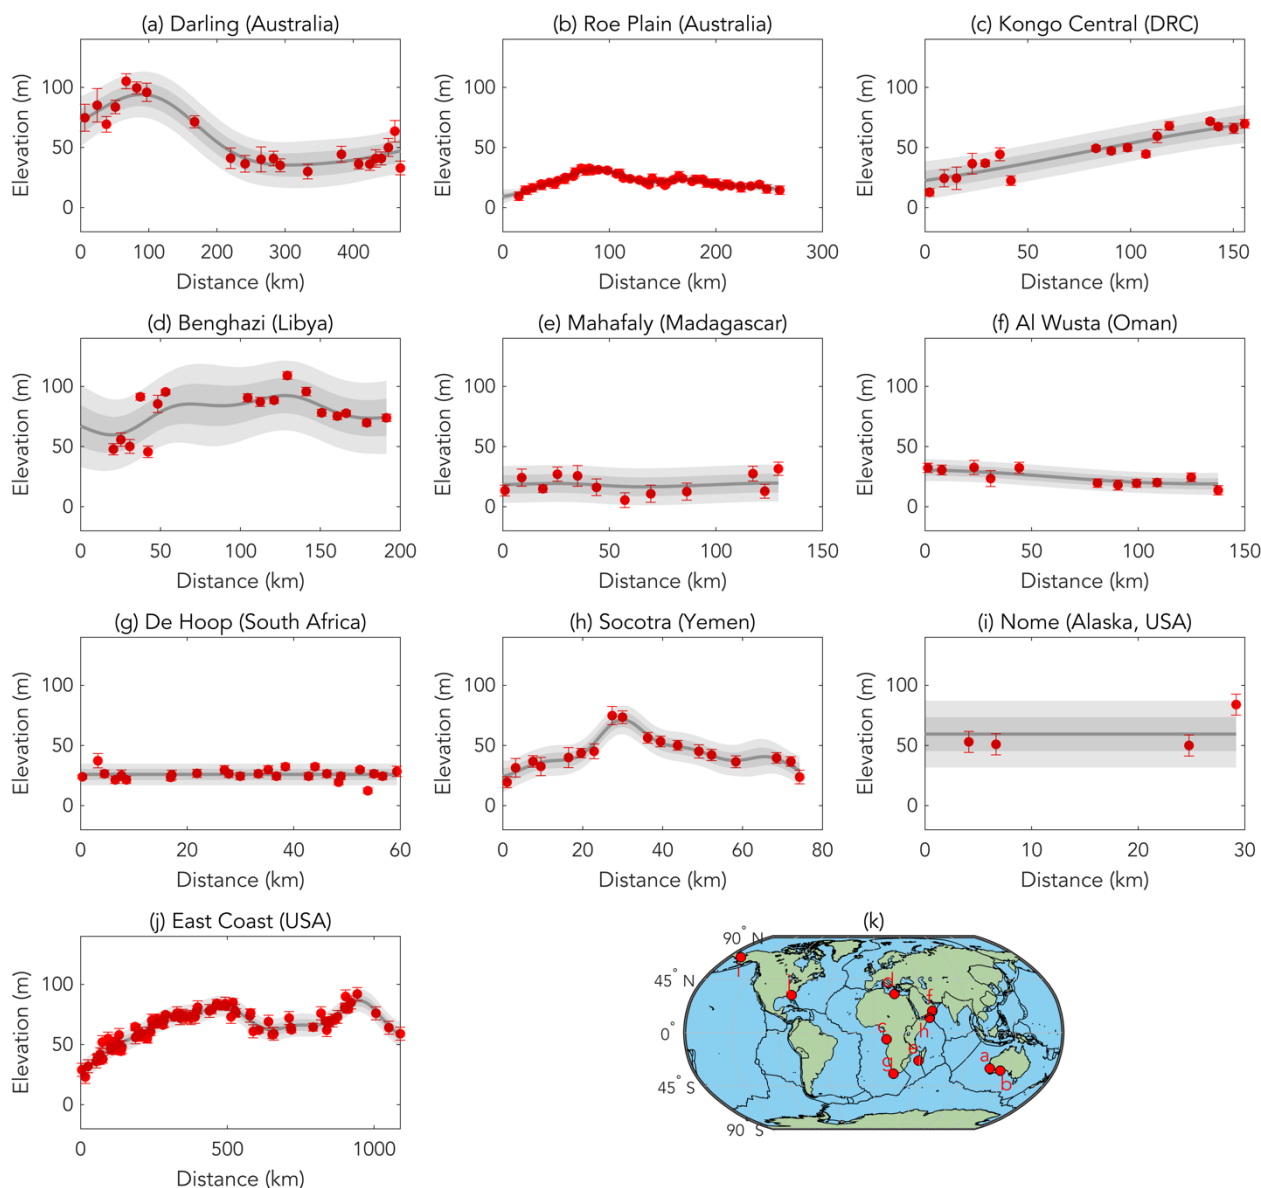 (a) Darling (Australia)
Elevation (m)
100
50
0
0 100 200 300 400
Distance (km)
(b) Roe Plain (Australia)
Elevation (m)
100
50
0
0 100 200 300
Distance (km)
(c) Kongo Central (DRC)
Elevation (m)
100
50
0
0 50 100 150
Distance (km)
(d) Benghazi (Libya)
Elevation (m)
100
50
0
0 50 100 150 200
Distance (km)
(e) Mahafaly (Madagascar)
Elevation (m)
100
50
0
0 50 100 150
Distance (km)
(f) Al Wusta (Oman)
Elevation (m)
100
50
0
0 50 100 150
Distance (km)
(g) De Hoop (South Africa)
Elevation (m)
100
50
0
0 20 40 60
Distance (km)
(h) Socotra (Yemen)
Elevation (m)
100
50
0
0 20 40 60 80
Distance (km)
(i) Nome (Alaska, USA)
Elevation (m)
100
50
0
0 10 20 30
Distance (km)
(j) East Coast (USA)
Elevation (m)
100
50
0
0 500 1000
Distance (km)
(k)
90° N
45° N
0°
45° S
90° S
i
j
d
f
c
h
e
g
a
b